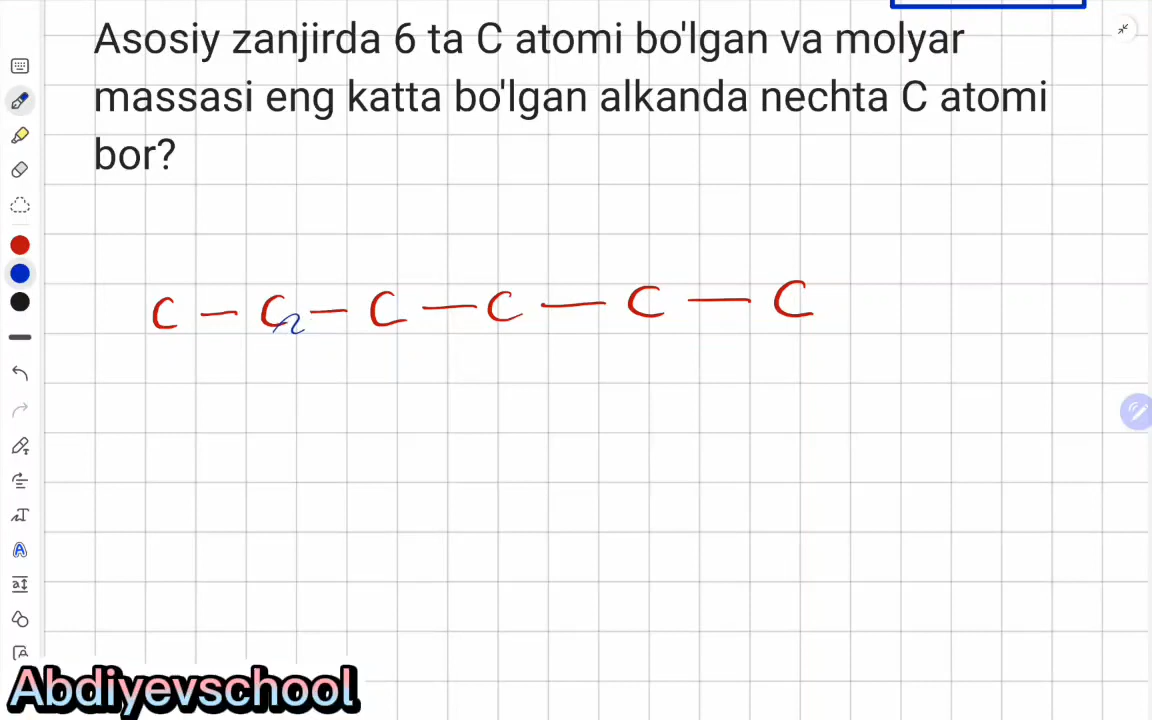 Asosiy zanjirda 6 ta C atomi bo'lgan va molyar
massasi eng katta bo'lgan alkanda nechta C atomi
bor?
C - C2 - C - C - C - C
Abdiyevschool